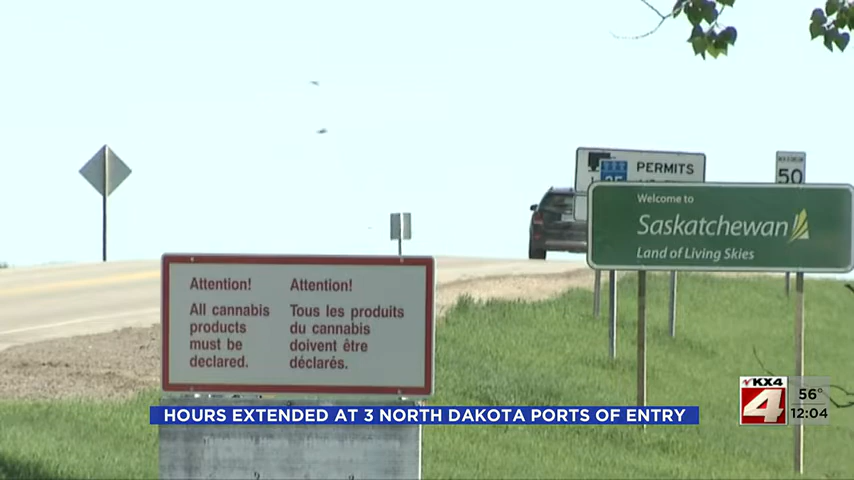 PERMITS
MAXIMUM
50
Welcome to
Saskatchewan
Land of Living Skies
Attention!
All cannabis
products
must be
declared.
Attention!
Tous les produits
du cannabis
doivent être
déclarés.
HOURS EXTENDED AT 3 NORTH DAKOTA PORTS OF ENTRY
KX4
4
56°
12:04